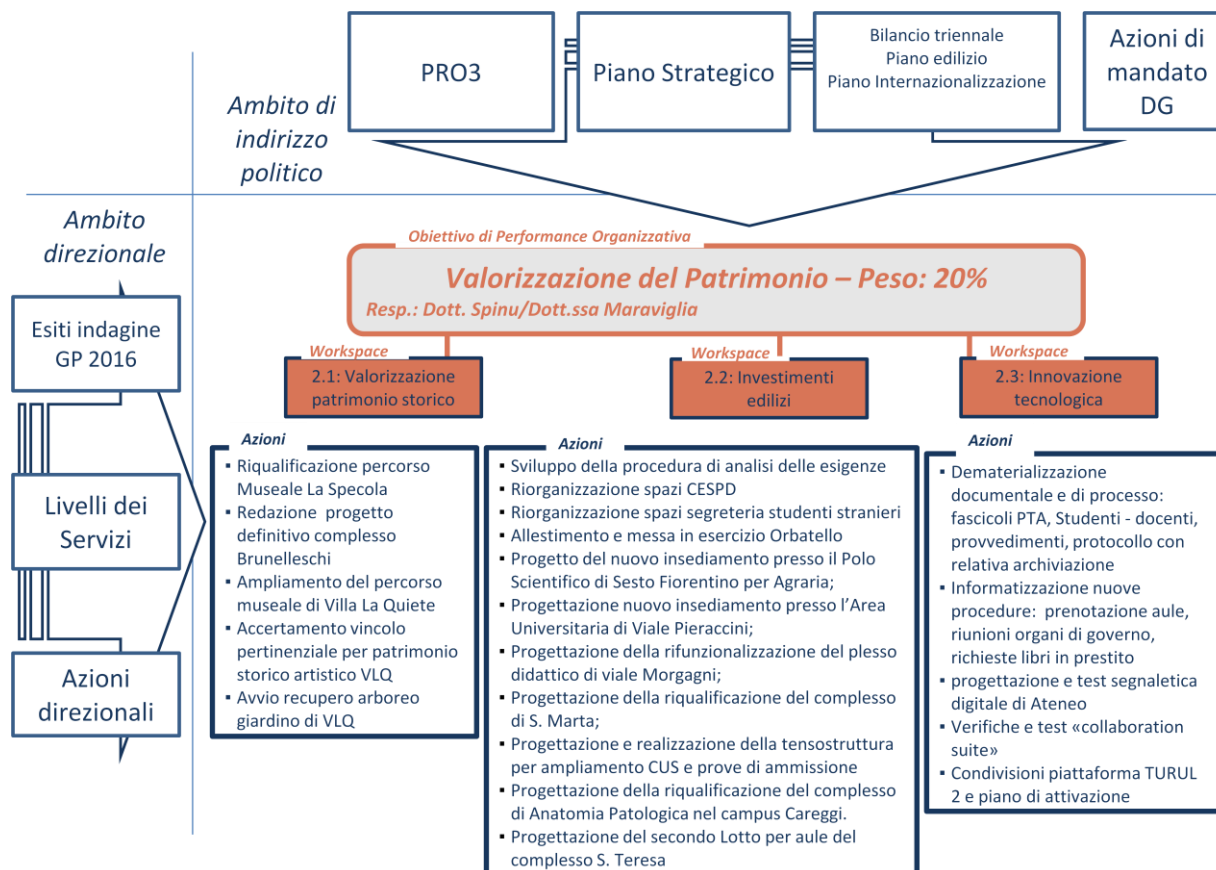 PRO3
Piano Strategico
Bilancio triennale
Piano edilizio
Piano Internazionalizzazione
Azioni di
mandato
DG
Ambito di
indirizzo
politico
Ambito
direzionale
Esiti indagine
GP 2016
Livelli dei
Servizi
Azioni
direzionali
Obiettivo di Performance Organizzativa
Valorizzazione del Patrimonio – Peso: 20%
Resp.: Dott. Spinu/Dott.ssa Maraviglia
Workspace
2.1: Valorizzazione
patrimonio storico
Workspace
2.2: Investimenti
edilizi
Workspace
2.3: Innovazione
tecnologica
Azioni
▪ Riqualificazione percorso
Museale La Specola
▪ Redazione progetto
definitivo complesso
Brunelleschi
▪ Ampliamento del percorso
museale di Villa La Quiete
▪ Accertamento vincolo
pertinenziale per patrimonio
storico artistico VLQ
▪ Avvio recupero arboreo
giardino di VLQ
Azioni
▪ Sviluppo della procedura di analisi delle esigenze
▪ Riorganizzazione spazi CESPD
▪ Riorganizzazione spazi segreteria studenti stranieri
▪ Allestimento e messa in esercizio Orbatello
▪ Progetto del nuovo insediamento presso il Polo
Scientifico di Sesto Fiorentino per Agraria;
▪ Progettazione nuovo insediamento presso l’Area
Universitaria di Viale Pieraccini;
▪ Progettazione della rifunzionalizzazione del plesso
didattico di viale Morgagni;
▪ Progettazione della riqualificazione del complesso
di S. Marta;
▪ Progettazione e realizzazione della tensostruttura
per ampliamento CUS e prove di ammissione
▪ Progettazione della riqualificazione del complesso
di Anatomia Patologica nel campus Careggi.
▪ Progettazione del secondo Lotto per aule del
complesso S. Teresa
Azioni
▪ Dematerializzazione
documentale e di processo:
fascicoli PTA, Studenti - docenti,
provvedimenti, protocollo con
relativa archiviazione
▪ Informatizzazione nuove
procedure: prenotazione aule,
riunioni organi di governo,
richieste libri in prestito
▪ progettazione e test segnaletica
digitale di Ateneo
▪ Verifiche e test «collaboration
suite»
▪ Condivisioni piattaforma TURUL
2 e piano di attivazione